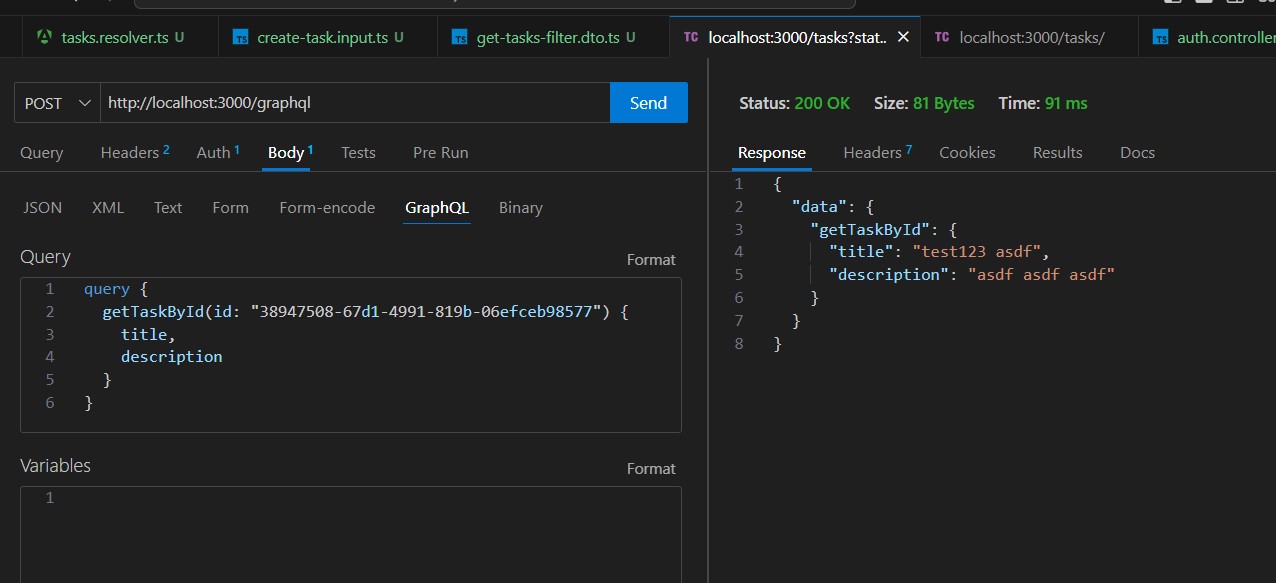 tasks.resolver.ts U
TS create-task.input.ts U
TS get-tasks-filter.dto.ts U
TC localhost:3000/tasks?stat..
TC localhost:3000/tasks/
TS auth.controller
POST http://localhost:3000/graphql Send
Query Headers 2 Auth 1 Body 1 Tests Pre Run
JSON XML Text Form Form-encode GraphQL Binary
Query Format
1 query {
2 getTaskById(id: "38947508-67d1-4991-819b-06efceb98577") {
3 title,
4 description
5 }
6 }
Variables Format
1
Status: 200 OK Size: 81 Bytes Time: 91 ms
Response Headers 7 Cookies Results Docs
1 {
2 "data": {
3 "getTaskById": {
4 "title": "test123 asdf",
5 "description": "asdf asdf asdf"
6 }
7 }
8 }